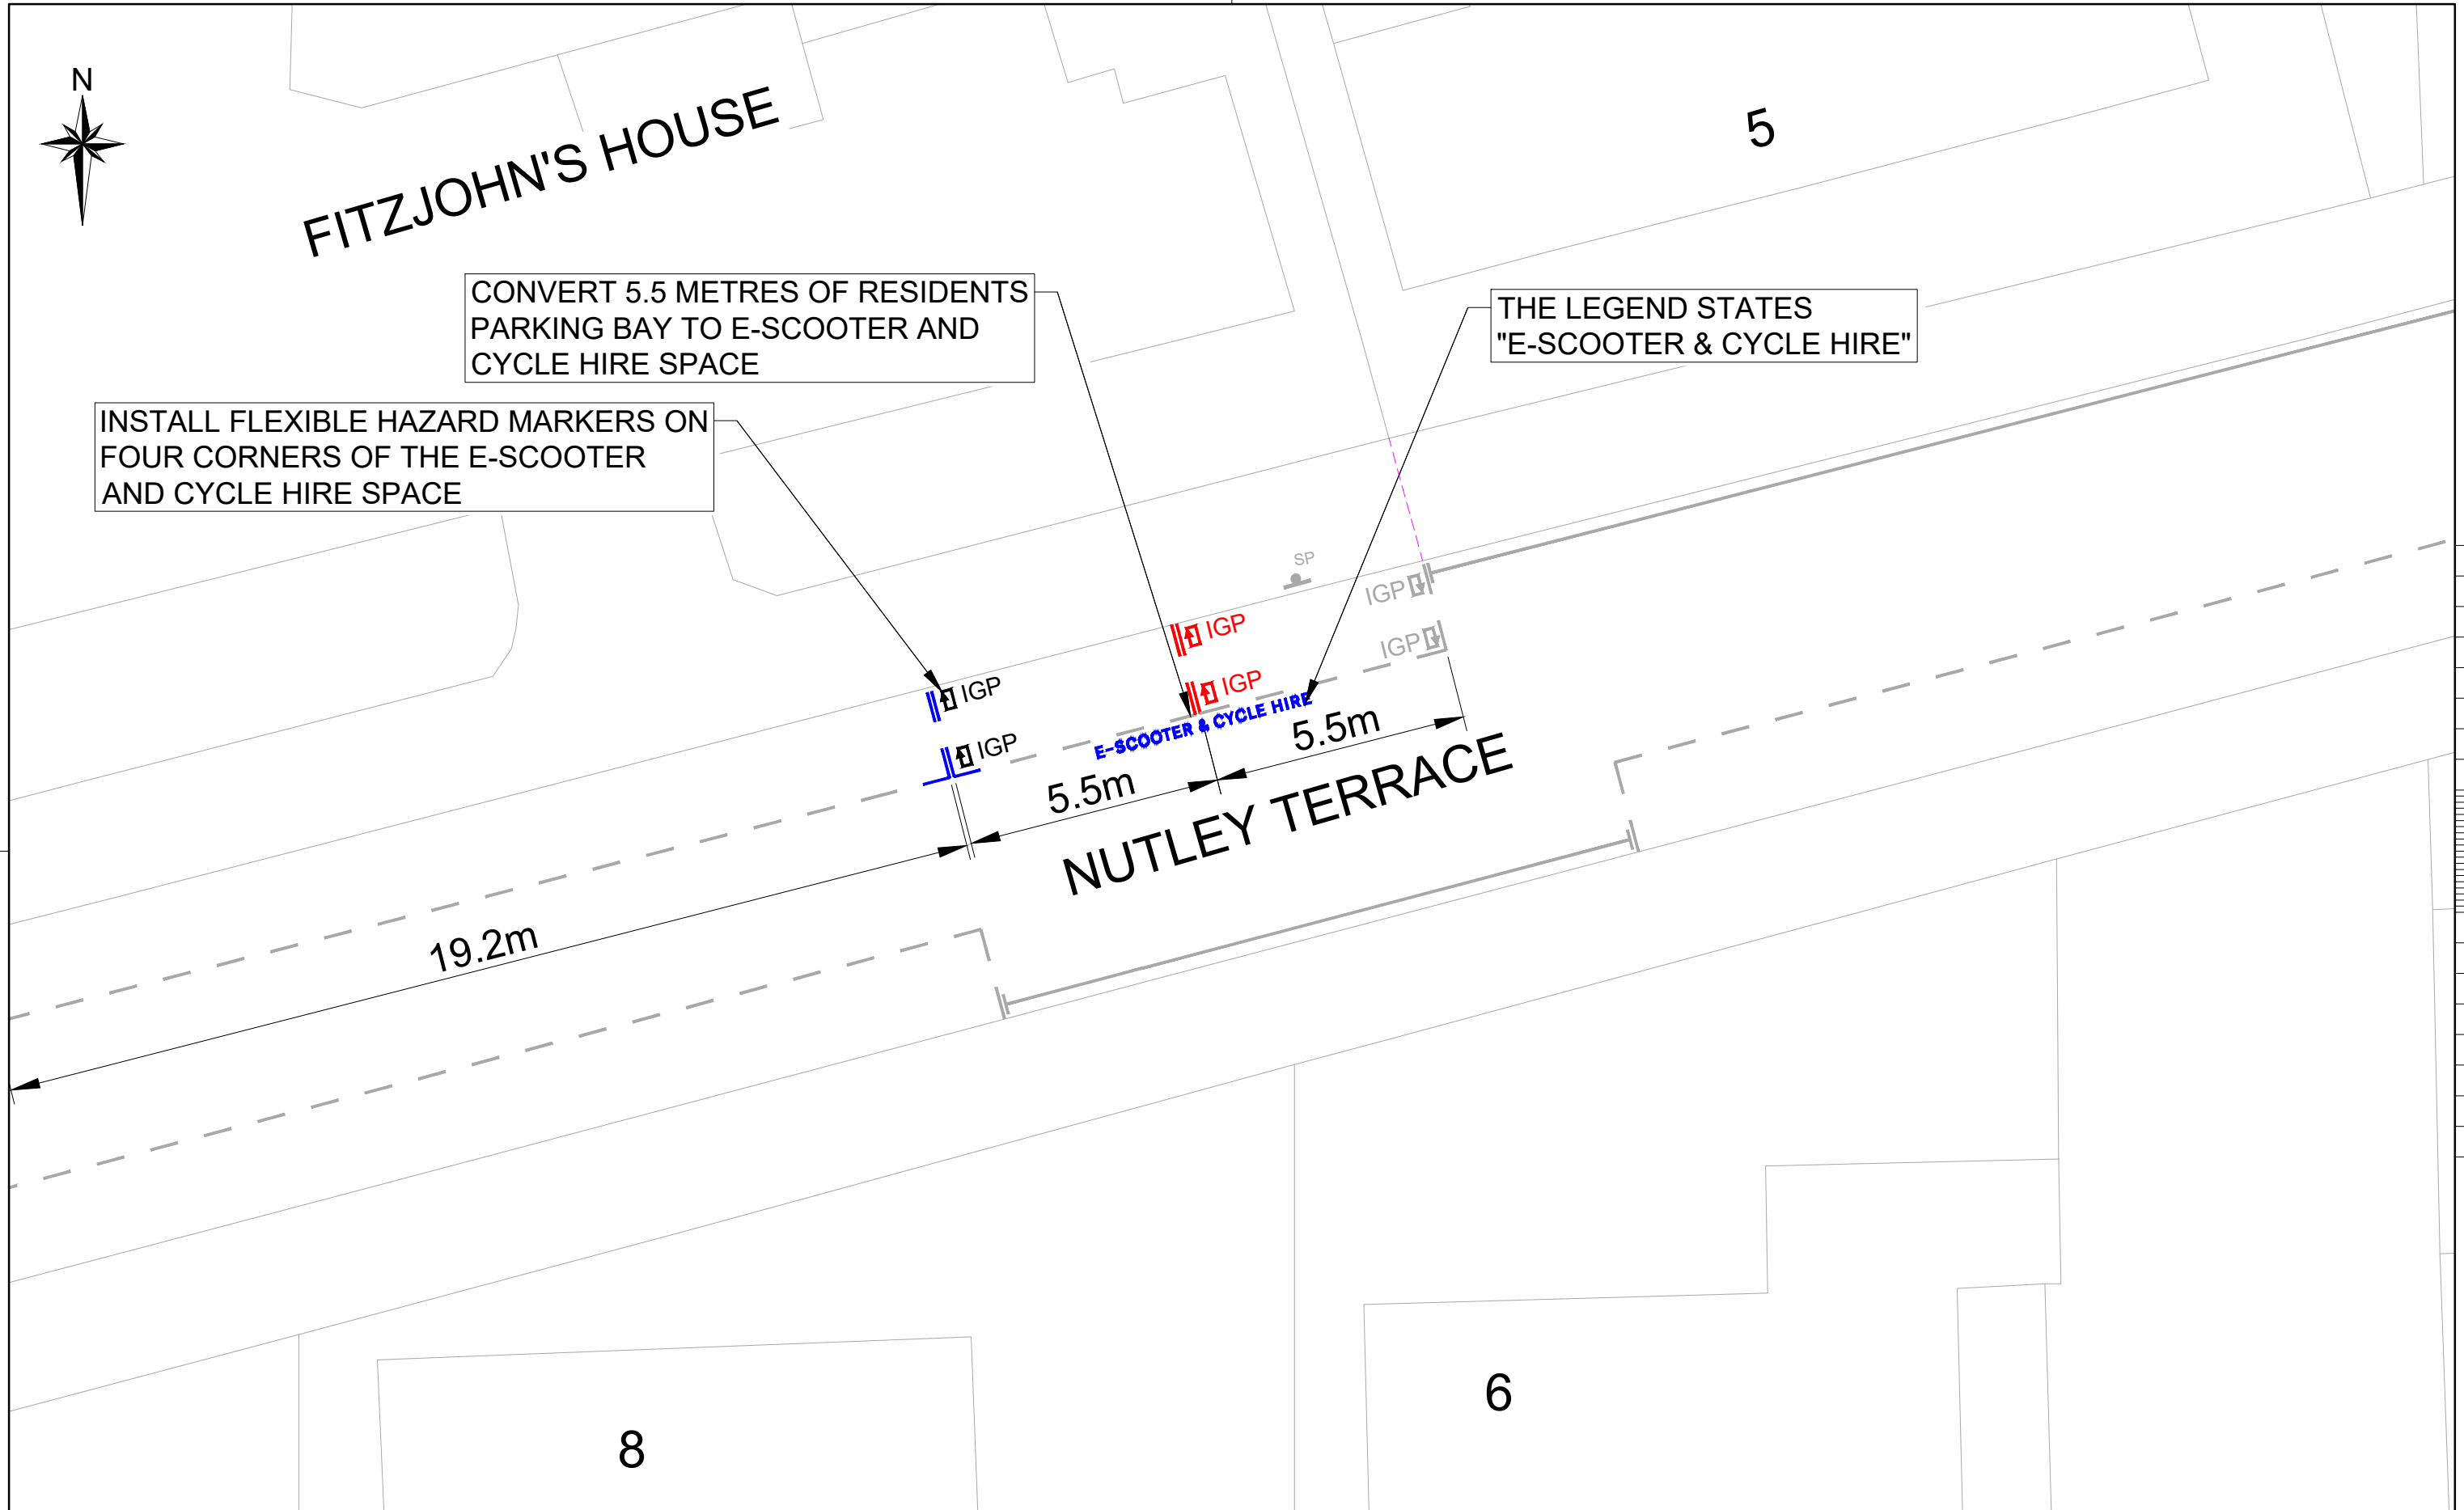 N
FITZJOHN'S HOUSE
5
CONVERT 5.5 METRES OF RESIDENTS
PARKING BAY TO E-SCOOTER AND
CYCLE HIRE SPACE
THE LEGEND STATES
"E-SCOOTER & CYCLE HIRE"
INSTALL FLEXIBLE HAZARD MARKERS ON
FOUR CORNERS OF THE E-SCOOTER
AND CYCLE HIRE SPACE
SP
IGP
IGP
IGP
IGP
IGP
IGP
E-SCOOTER & CYCLE HIRE
5.5m
5.5m
NUTLEY TERRACE
19.2m
6
8